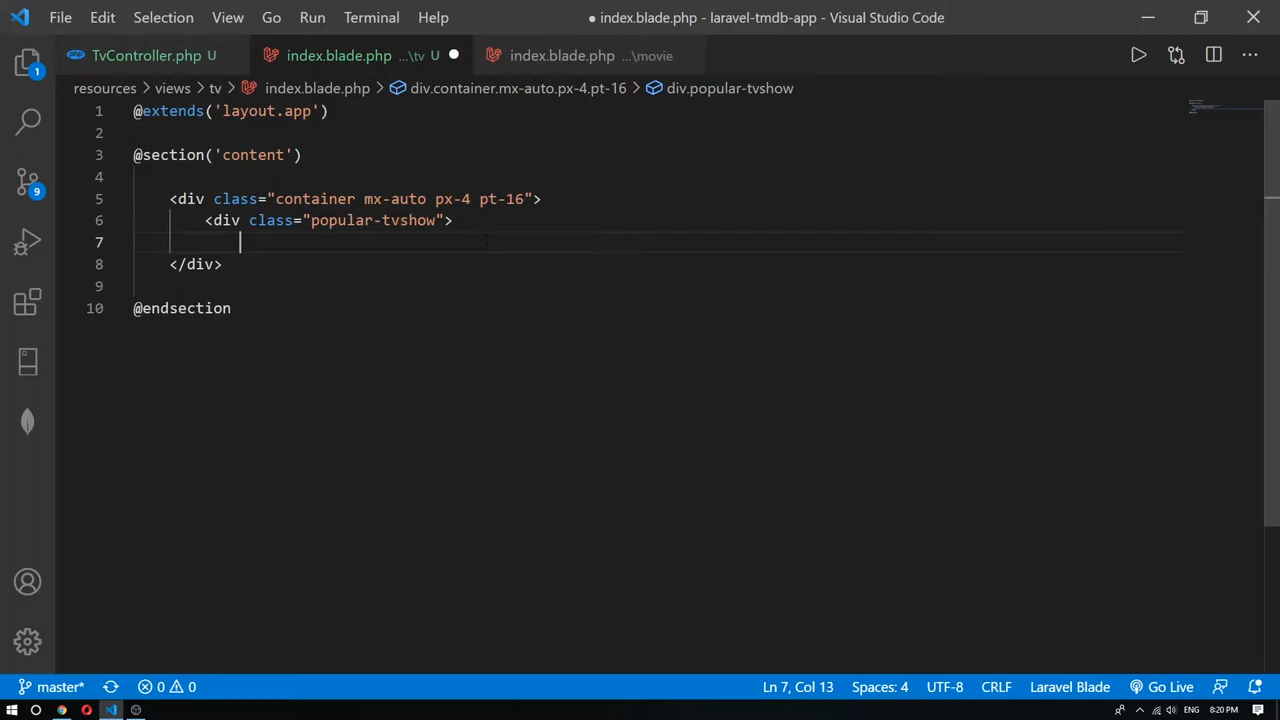 File Edit Selection View Go Run Terminal Help ● index.blade.php - laravel-tmdb-app - Visual Studio Code
TvController.php U index.blade.php ...\tv U index.blade.php ...\movie
resources > views > tv > index.blade.php > div.container.mx-auto.px-4.pt-16 > div.popular-tvshow
1 @extends('layout.app')
2
3 @section('content')
4
5 <div class="container mx-auto px-4 pt-16">
6 <div class="popular-tvshow">
7
8 </div>
9
10 @endsection
1
9
master* 0 0 Ln 7, Col 13 Spaces: 4 UTF-8 CRLF Laravel Blade Go Live
8:20 PM